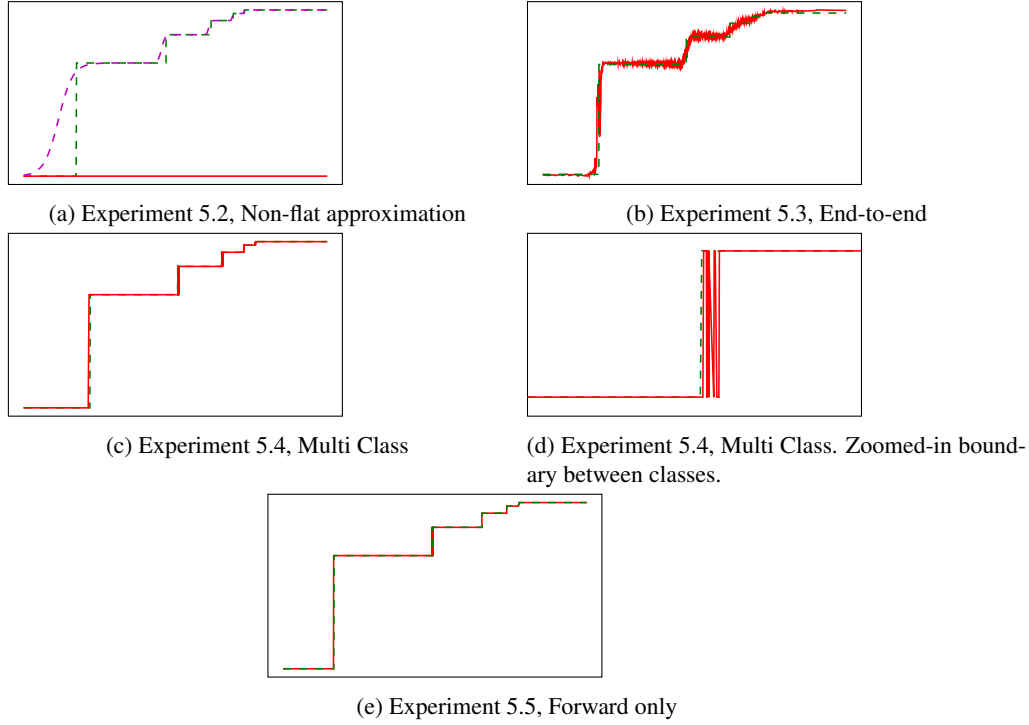 (a) Experiment 5.2, Non-flat approximation
(b) Experiment 5.3, End-to-end
(c) Experiment 5.4, Multi Class
(d) Experiment 5.4, Multi Class. Zoomed-in bound-
ary between classes.
(e) Experiment 5.5, Forward only